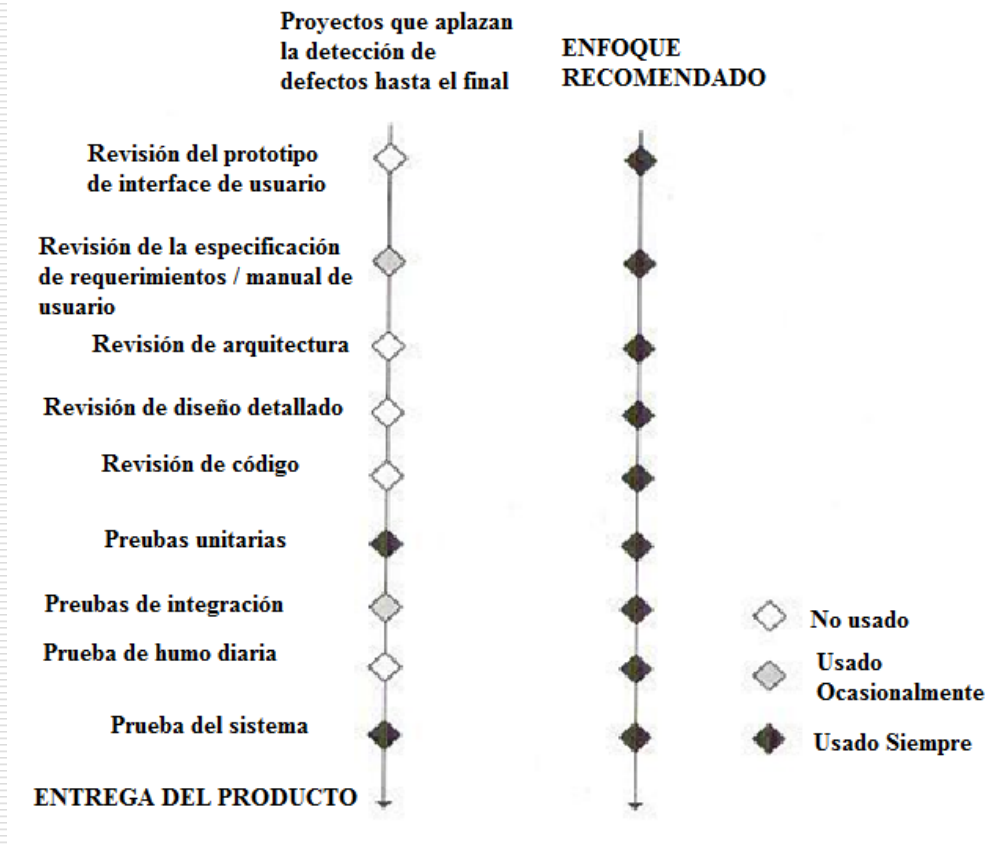 Proyectos que aplazan
la detección de
defectos hasta el final
ENFOQUE
RECOMENDADO
Revisión del prototipo
de interface de usuario
Revisión de la especificación
de requerimientos / manual de
usuario
Revisión de arquitectura
Revisión de diseño detallado
Revisión de código
Preubas unitarias
Preubas de integración
Prueba de humo diaria
Prueba del sistema
ENTREGA DEL PRODUCTO
No usado
Usado
Ocasionalmente
Usado Siempre